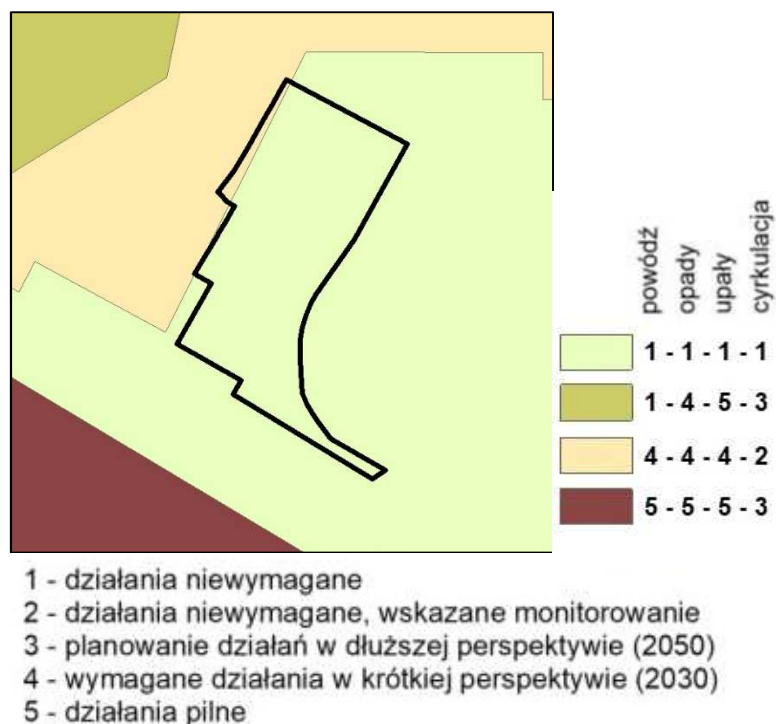 powódź
opady
upały
cyrkulacja
1 - 1 - 1 - 1
1 - 4 - 5 - 3
4 - 4 - 4 - 2
5 - 5 - 5 - 3
1 - działania niewymagane
2 - działania niewymagane, wskazane monitorowanie
3 - planowanie działań w dłuższej perspektywie (2050)
4 - wymagane działania w krótkiej perspektywie (2030)
5 - działania pilne